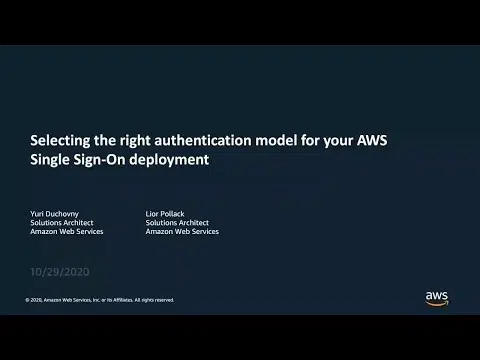 Selecting the right authentication model for your AWS
Single Sign-On deployment
Yuri Duchovny
Solutions Architect
Amazon Web Services
Lior Pollack
Solutions Architect
Amazon Web Services
10/29/2020
© 2020, Amazon Web Services, Inc. or its Affiliates. All rights reserved.
aws